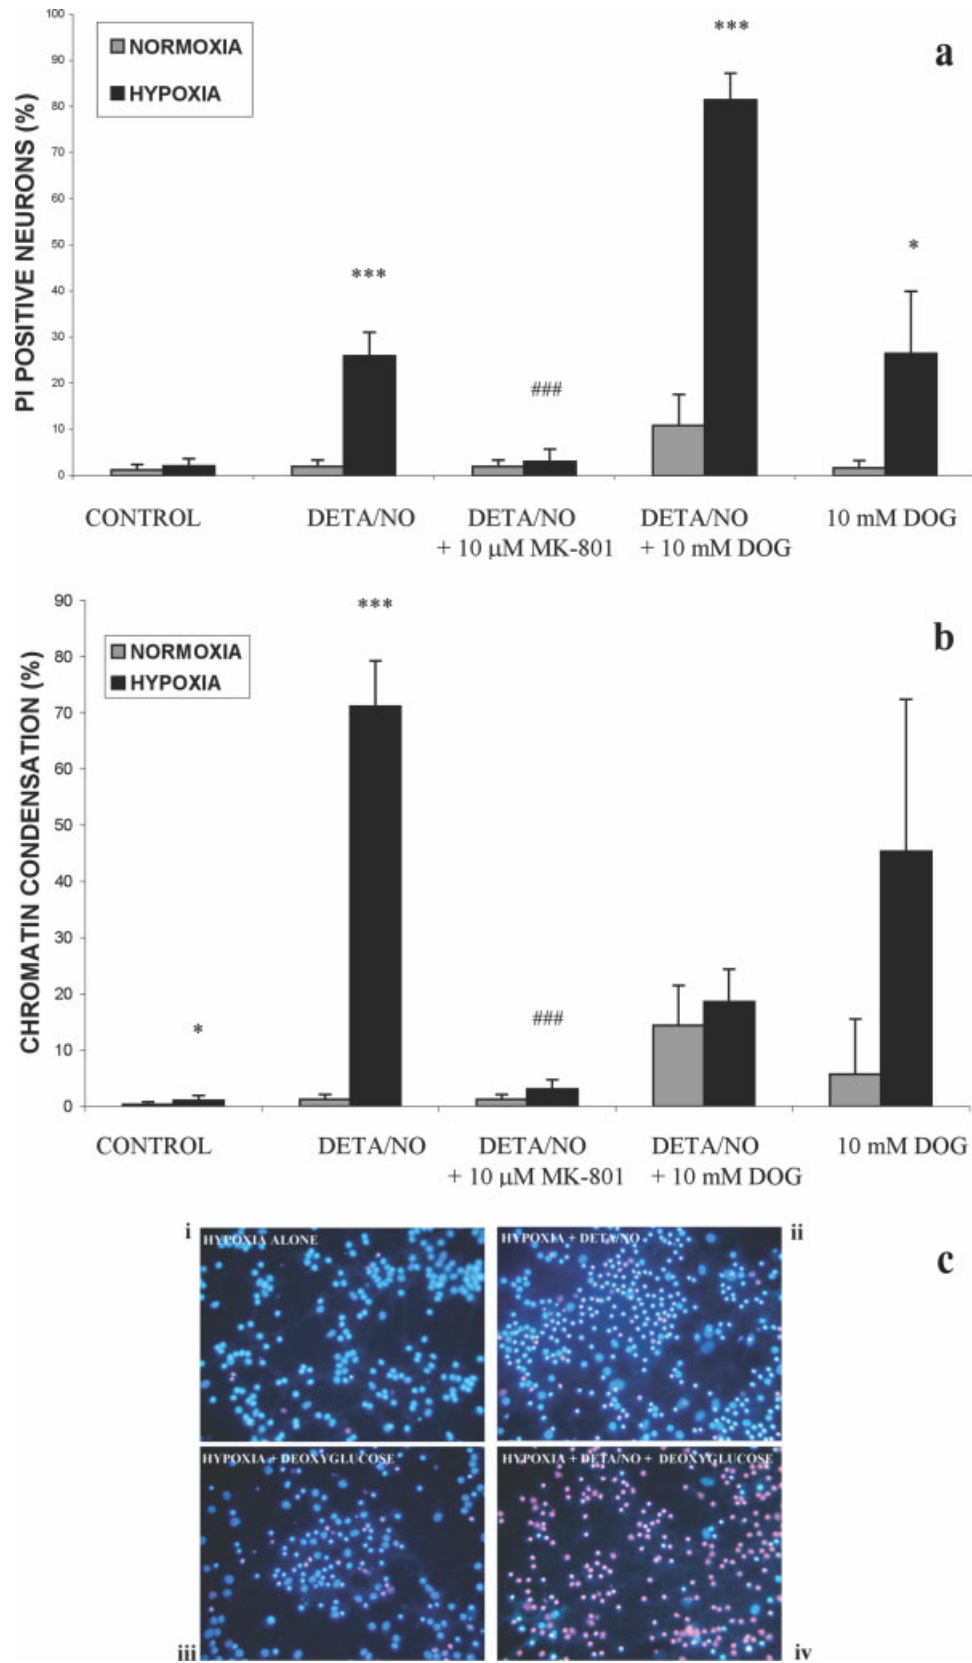 100
90
80
70
60
50
40
30
20
10
0
PI POSITIVE NEURONS (%)
NORMOXIA
HYPOXIA
a
***
###
***
*
CONTROL
DETA/NO
DETA/NO
+ 10 μM MK-801
DETA/NO
+ 10 mM DOG
10 mM DOG
90
80
70
60
50
40
30
20
10
0
CHROMATIN CONDENSATION (%)
NORMOXIA
HYPOXIA
b
*
***
###
CONTROL
DETA/NO
DETA/NO
+ 10 μM MK-801
DETA/NO
+ 10 mM DOG
10 mM DOG
c
i
HYPOXIA ALONE
ii
HYPOXIA + DETA/NO
iii
HYPOXIA + DEOXYGLUCOSE
iv
HYPOXIA + DETA/NO + DEOXYGLUCOSE